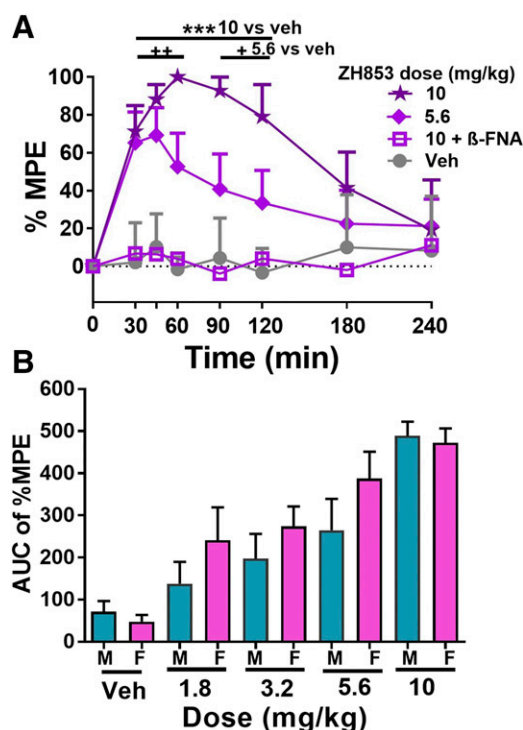 A
***10 vs veh
++
+ 5.6 vs veh
ZH853 dose (mg/kg)
10
5.6
10 + ß-FNA
Veh
% MPE
100
80
60
40
20
0
0 30 60 90 120 180 240
Time (min)
B
AUC of %MPE
600
500
400
300
200
100
0
M F M F M F M F M F
Veh 1.8 3.2 5.6 10
Dose (mg/kg)